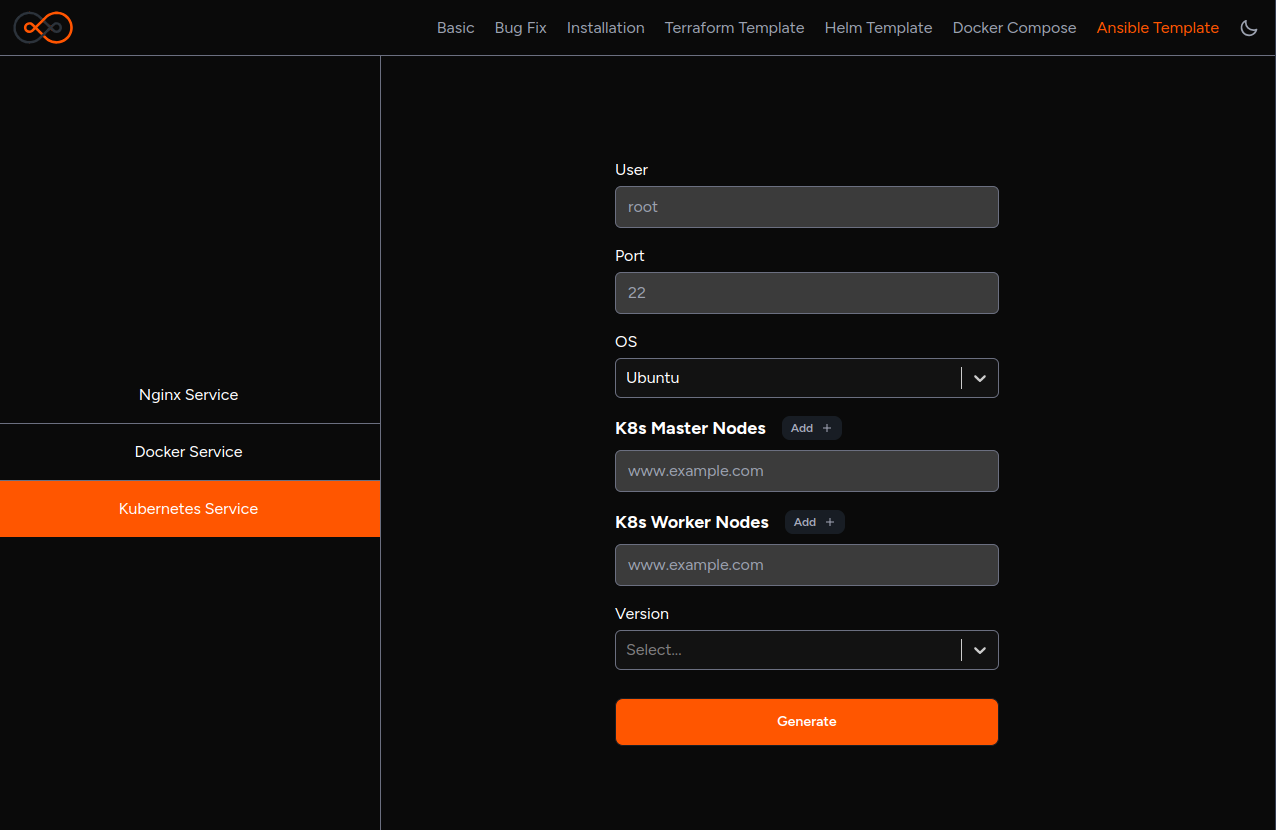 Basic Bug Fix Installation Terraform Template Helm Template Docker Compose Ansible Template
Nginx Service
Docker Service
Kubernetes Service
User
root
Port
22
OS
Ubuntu
K8s Master Nodes Add +
www.example.com
K8s Worker Nodes Add +
www.example.com
Version
Select...
Generate